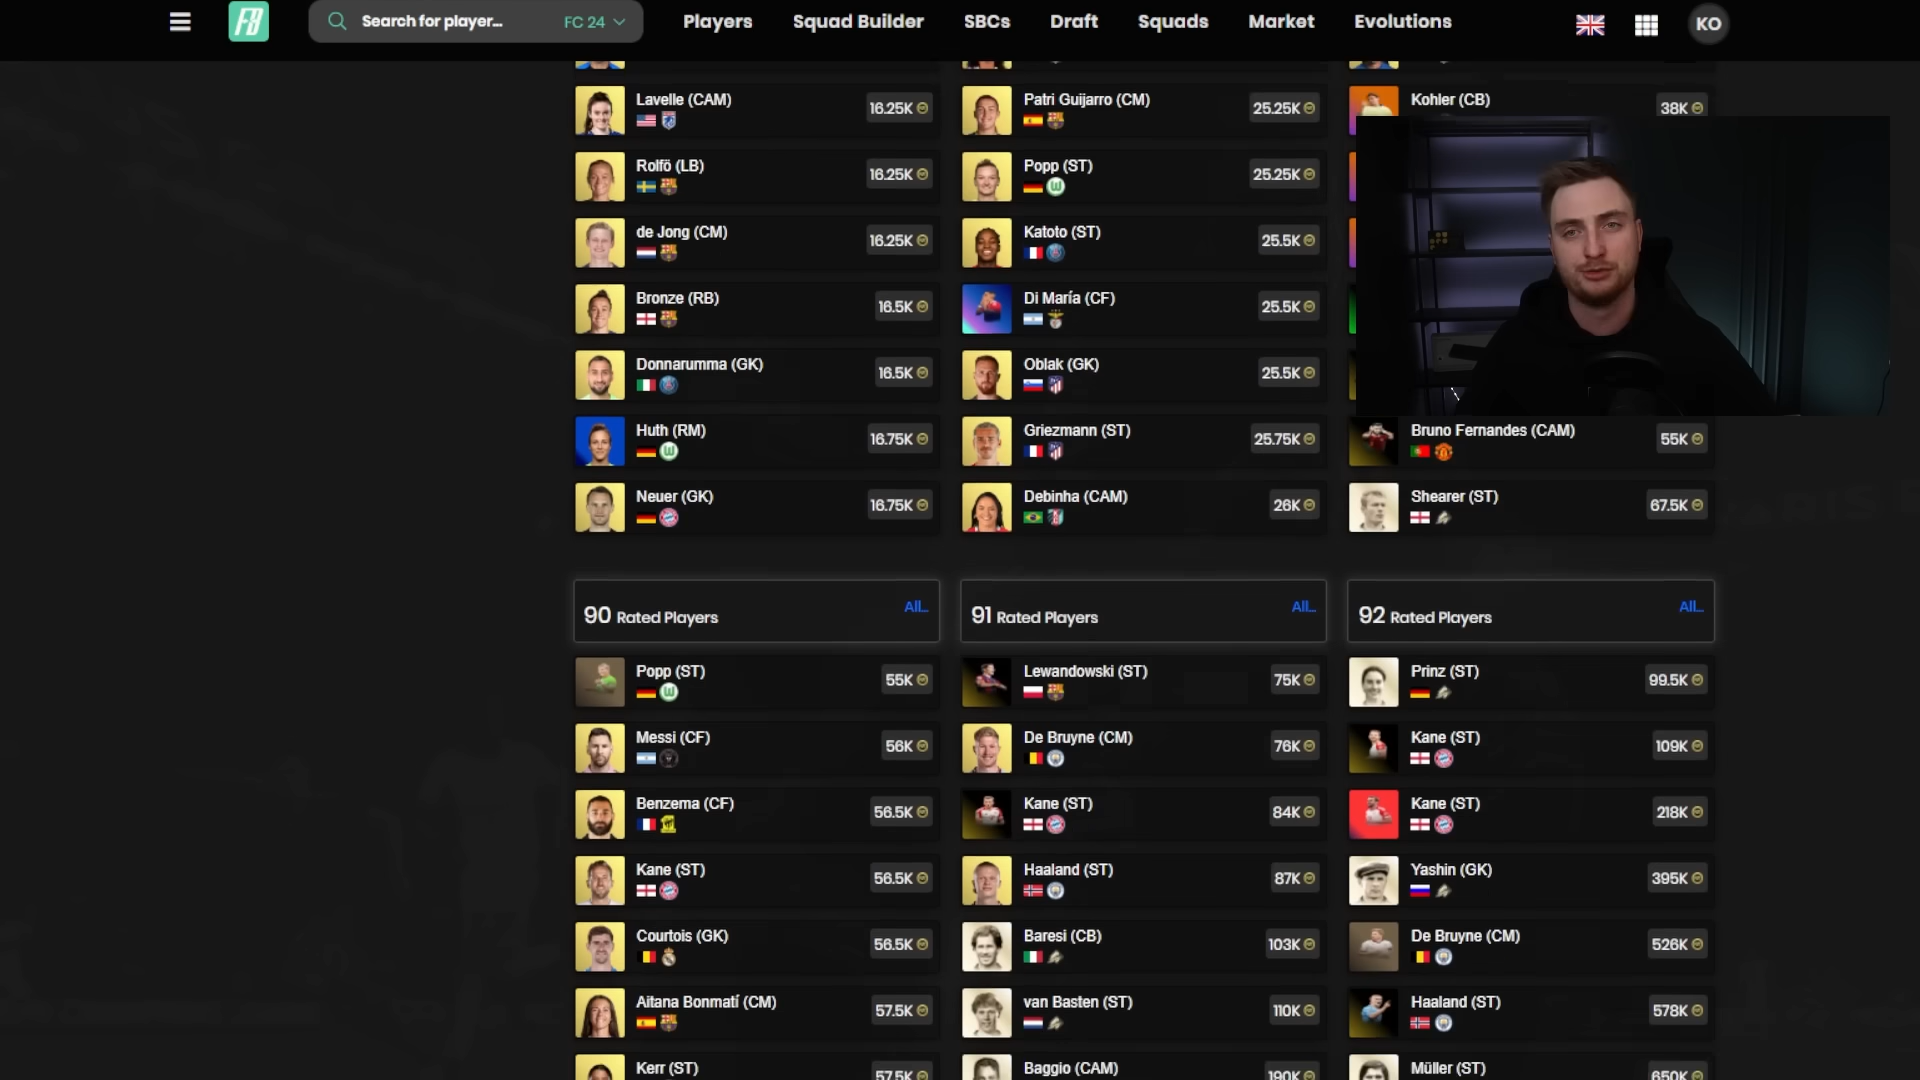 FB
Search for player...
FC 24
Players
Squad Builder
SBCs
Draft
Squads
Market
Evolutions
KO
Lavelle (CAM)
16.25K
Rolfö (LB)
16.25K
de Jong (CM)
16.25K
Bronze (RB)
16.5K
Donnarumma (GK)
16.5K
Huth (RM)
16.75K
Neuer (GK)
16.75K
Patri Guijarro (CM)
25.25K
Popp (ST)
25.25K
Katoto (ST)
25.5K
Di María (CF)
25.5K
Oblak (GK)
25.5K
Griezmann (ST)
25.75K
Debinha (CAM)
26K
Kohler (CB)
38K
Bruno Fernandes (CAM)
55K
Shearer (ST)
67.5K
90 Rated Players
All...
Popp (ST)
55K
Messi (CF)
56K
Benzema (CF)
56.5K
Kane (ST)
56.5K
Courtois (GK)
56.5K
Aitana Bonmatí (CM)
57.5K
Kerr (ST)
57.5K
91 Rated Players
All...
Lewandowski (ST)
75K
De Bruyne (CM)
76K
Kane (ST)
84K
Haaland (ST)
87K
Baresi (CB)
103K
van Basten (ST)
110K
Baggio (CAM)
190K
92 Rated Players
All...
Prinz (ST)
99.5K
Kane (ST)
109K
Kane (ST)
218K
Yashin (GK)
395K
De Bruyne (CM)
526K
Haaland (ST)
578K
Müller (ST)
650K